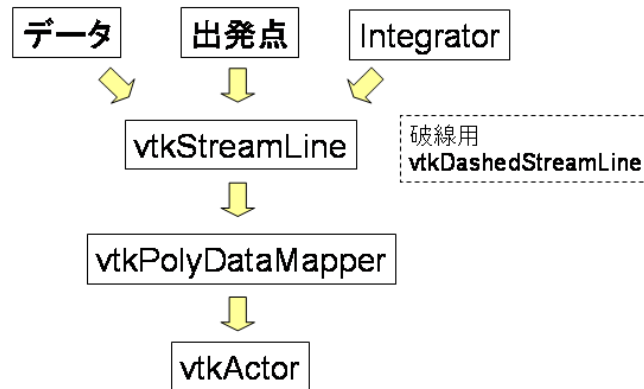 データ
出発点
Integrator
vtkStreamLine
破線用
vtkDashedStreamLine
vtkPolyDataMapper
vtkActor